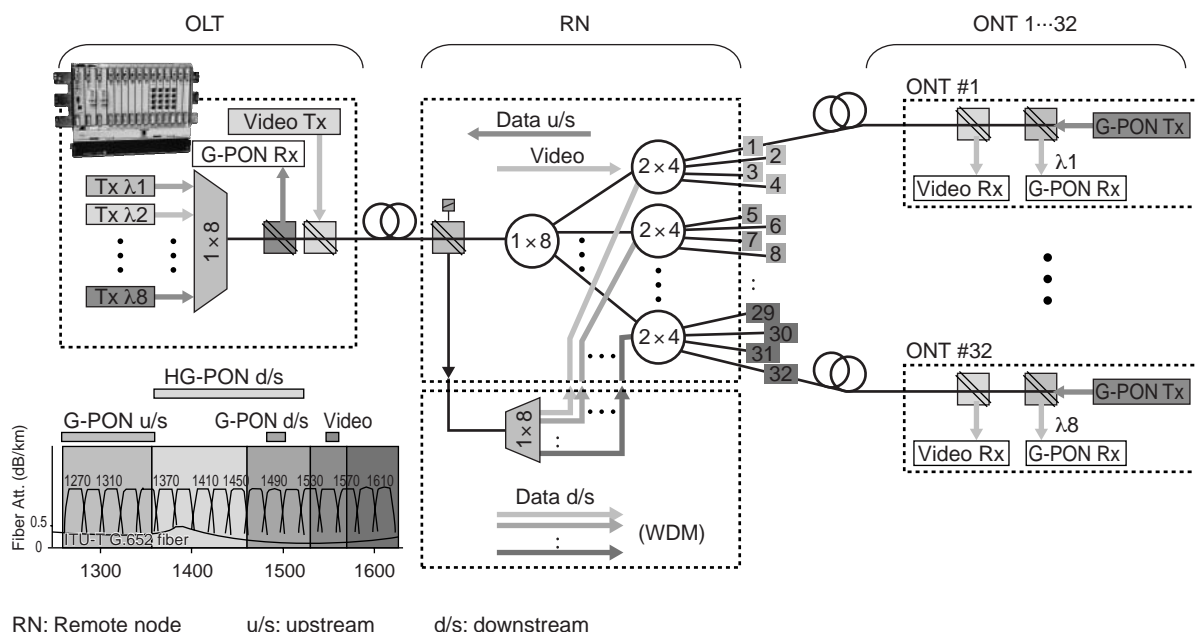 OLT
RN
ONT 1···32
Video Tx
G-PON Rx
Tx λ1
Tx λ2
Tx λ8
1 × 8
Data u/s
Video
1 × 8
2 × 4
2 × 4
2 × 4
1
2
3
4
5
6
7
8
29
30
31
32
1 × 8
Data d/s
(WDM)
ONT #1
G-PON Tx
λ1
Video Rx
G-PON Rx
ONT #32
G-PON Tx
λ8
Video Rx
G-PON Rx
HG-PON d/s
G-PON u/s
G-PON d/s
Video
Fiber Att. (dB/km)
1270 1310 1370 1410 1450 1490 1530 1570 1610
0.5
0
ITU-T G.652 fiber
1300 1400 1500 1600
RN: Remote node u/s: upstream d/s: downstream